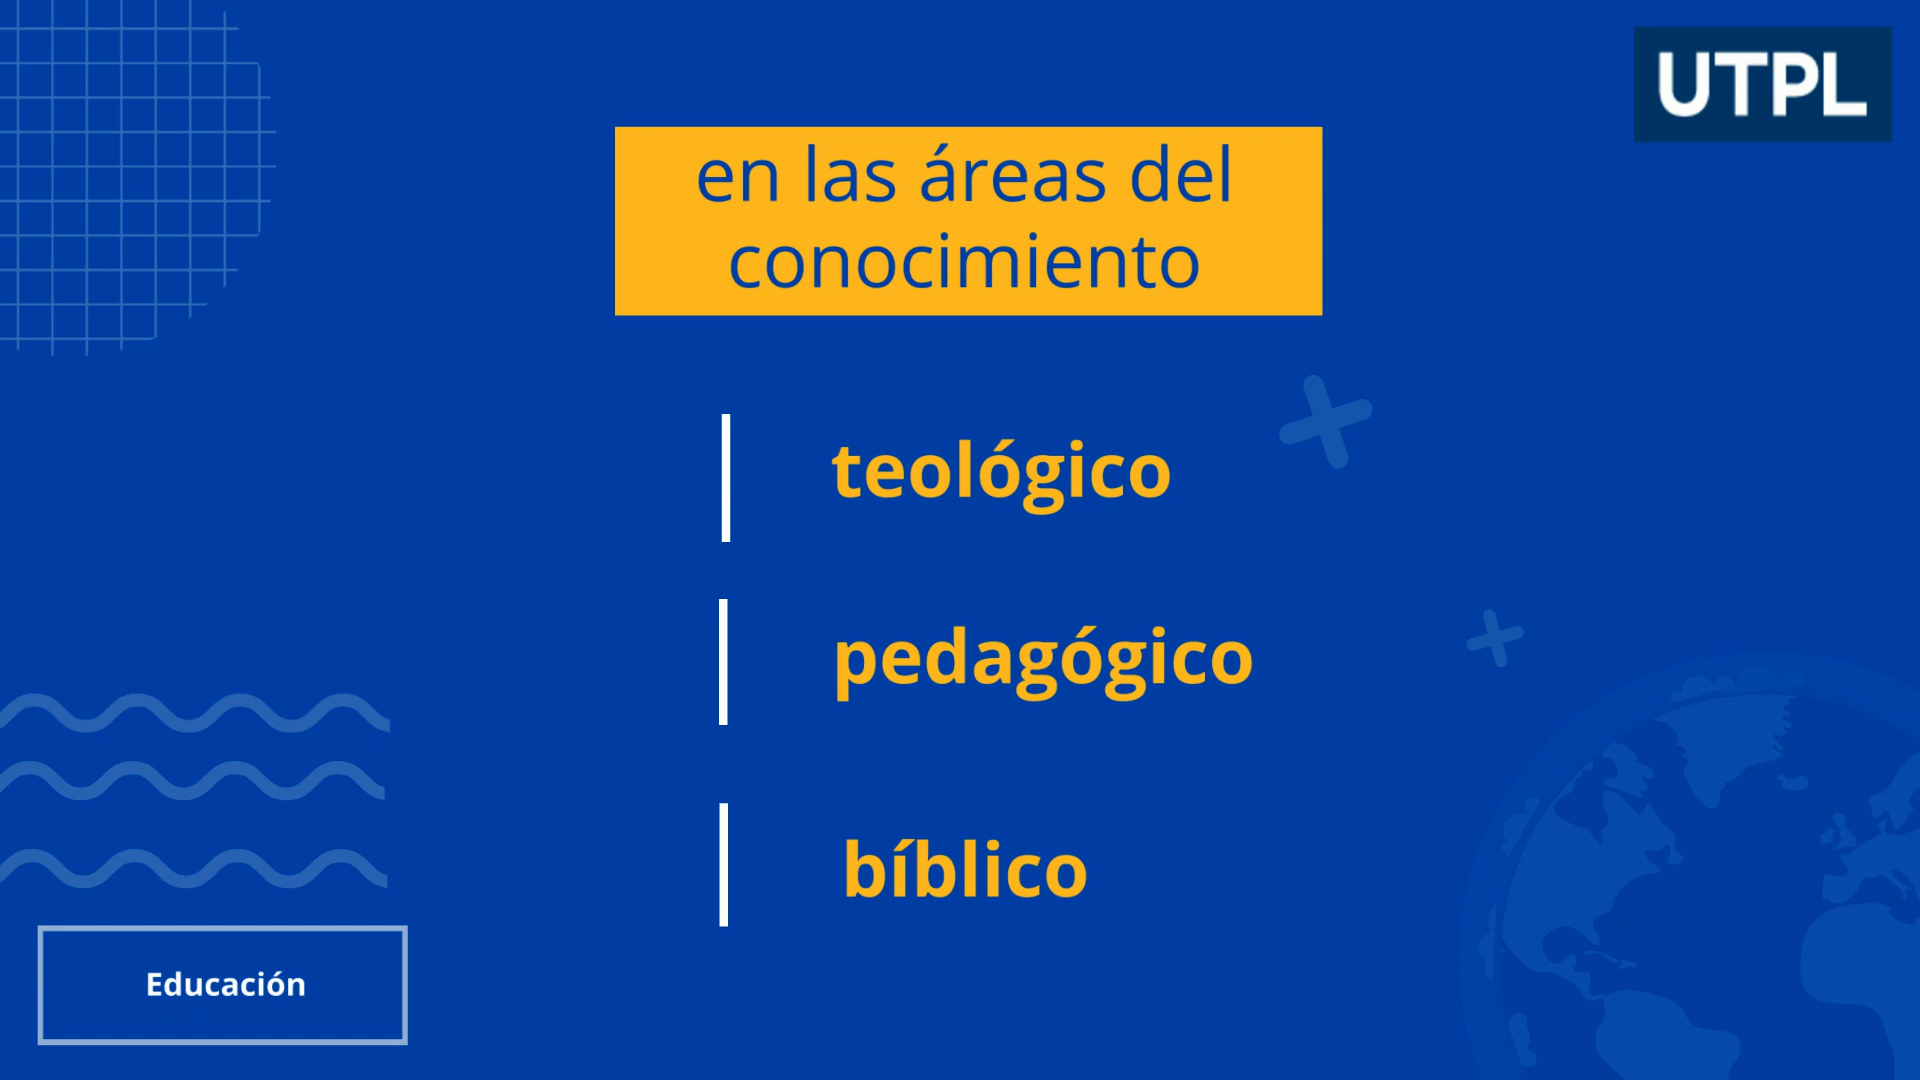 UTPL
en las áreas del
conocimiento
teológico
pedagógico
bíblico
Educación